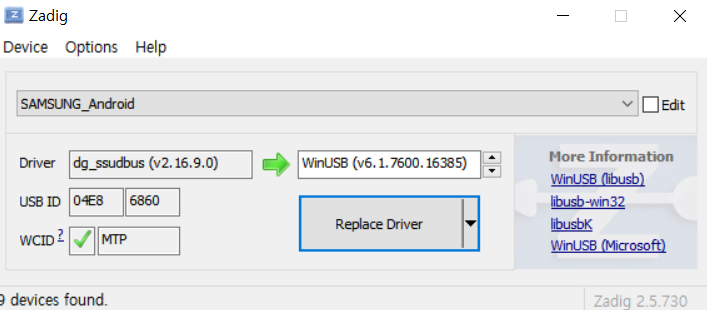 Zadig
Device Options Help
SAMSUNG_Android
Edit
Driver dg_ssudbus (v2.16.9.0) WinUSB (v6.1.7600.16385)
More Information
WinUSB (libusb)
USB ID 04E8 6860
libusb-win32
Replace Driver
libusbK
WCID ? MTP
WinUSB (Microsoft)
9 devices found.
Zadig 2.5.730